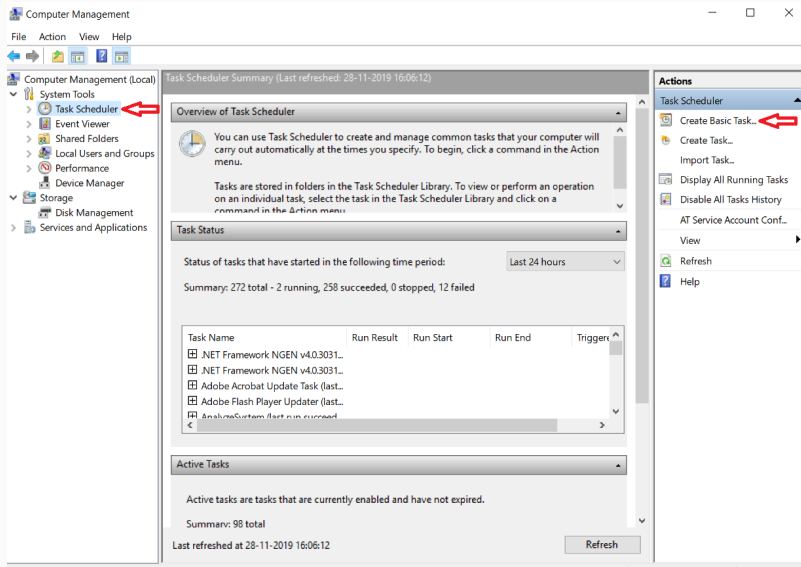 Computer Management
File Action View Help
Computer Management (Local)
System Tools
Task Scheduler
Event Viewer
Shared Folders
Local Users and Groups
Performance
Device Manager
Storage
Disk Management
Services and Applications
Task Scheduler Summary (Last refreshed: 28-11-2019 16:06:12)
Overview of Task Scheduler
You can use Task Scheduler to create and manage common tasks that your computer will
carry out automatically at the times you specify. To begin, click a command in the Action
menu.
Tasks are stored in folders in the Task Scheduler Library. To view or perform an operation
on an individual task, select the task in the Task Scheduler Library and click on a
command in the Action menu
Task Status
Status of tasks that have started in the following time period:
Last 24 hours
Summary: 272 total - 2 running, 258 succeeded, 0 stopped, 12 failed
Task Name Run Result Run Start Run End Triggere
.NET Framework NGEN v4.0.3031...
.NET Framework NGEN v4.0.3031...
Adobe Acrobat Update Task (last...
Adobe Flash Player Updater (last...
AnalyzeSystem (last run succeed
Active Tasks
Active tasks are tasks that are currently enabled and have not expired.
Summary: 98 total
Last refreshed at 28-11-2019 16:06:12
Refresh
Actions
Task Scheduler
Create Basic Task...
Create Task...
Import Task...
Display All Running Tasks
Disable All Tasks History
AT Service Account Conf...
View
Refresh
Help